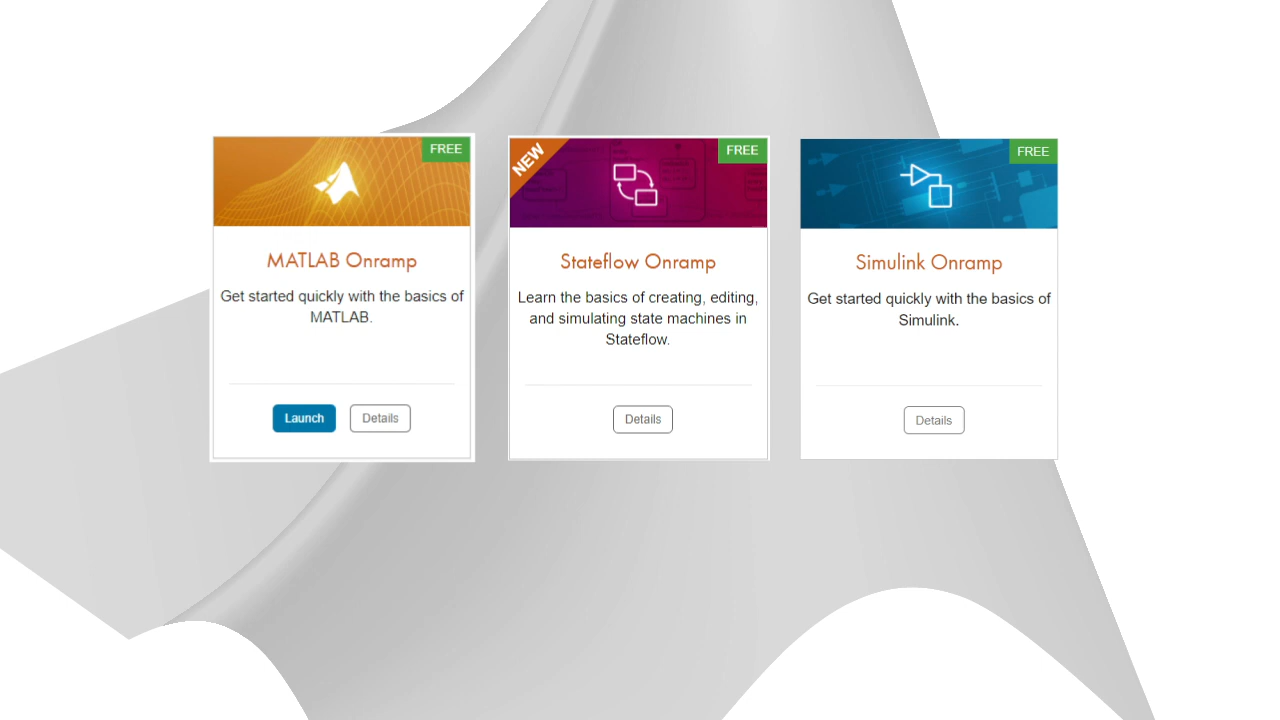 FREE
MATLAB Onramp
Get started quickly with the basics of
MATLAB.
Launch
Details
NEW
FREE
Stateflow Onramp
Learn the basics of creating, editing,
and simulating state machines in
Stateflow.
Details
FREE
Simulink Onramp
Get started quickly with the basics of
Simulink.
Details